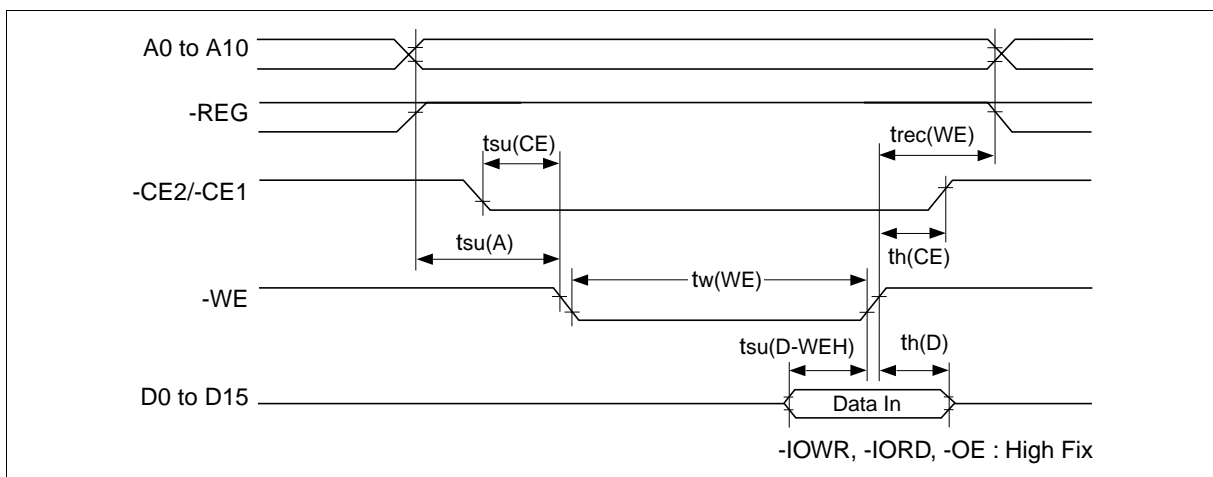 A0 to A10
-REG
tsu(CE)
trec(WE)
-CE2/-CE1
tsu(A)
th(CE)
tw(WE)
-WE
tsu(D-WEH)
th(D)
D0 to D15
Data In
-IOWR, -IORD, -OE : High Fix